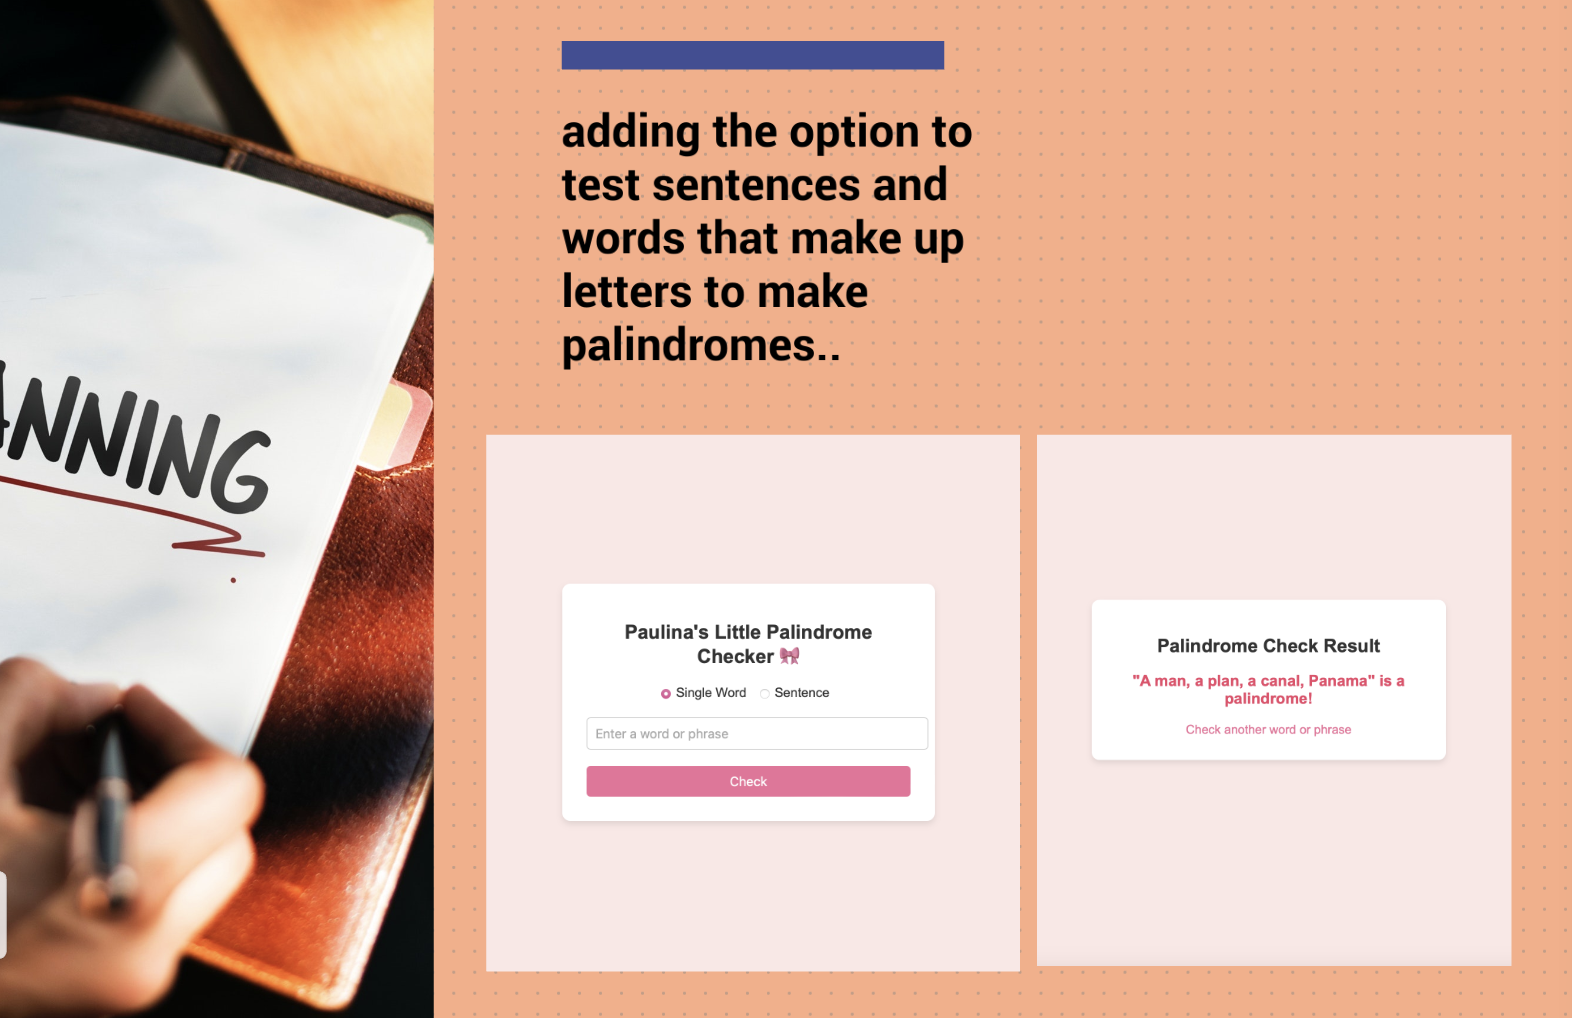 ANNING
adding the option to
test sentences and
words that make up
letters to make
palindromes..
Paulina's Little Palindrome
Checker 🎀
Single Word Sentence
Enter a word or phrase
Check
Palindrome Check Result
"A man, a plan, a canal, Panama" is a
palindrome!
Check another word or phrase